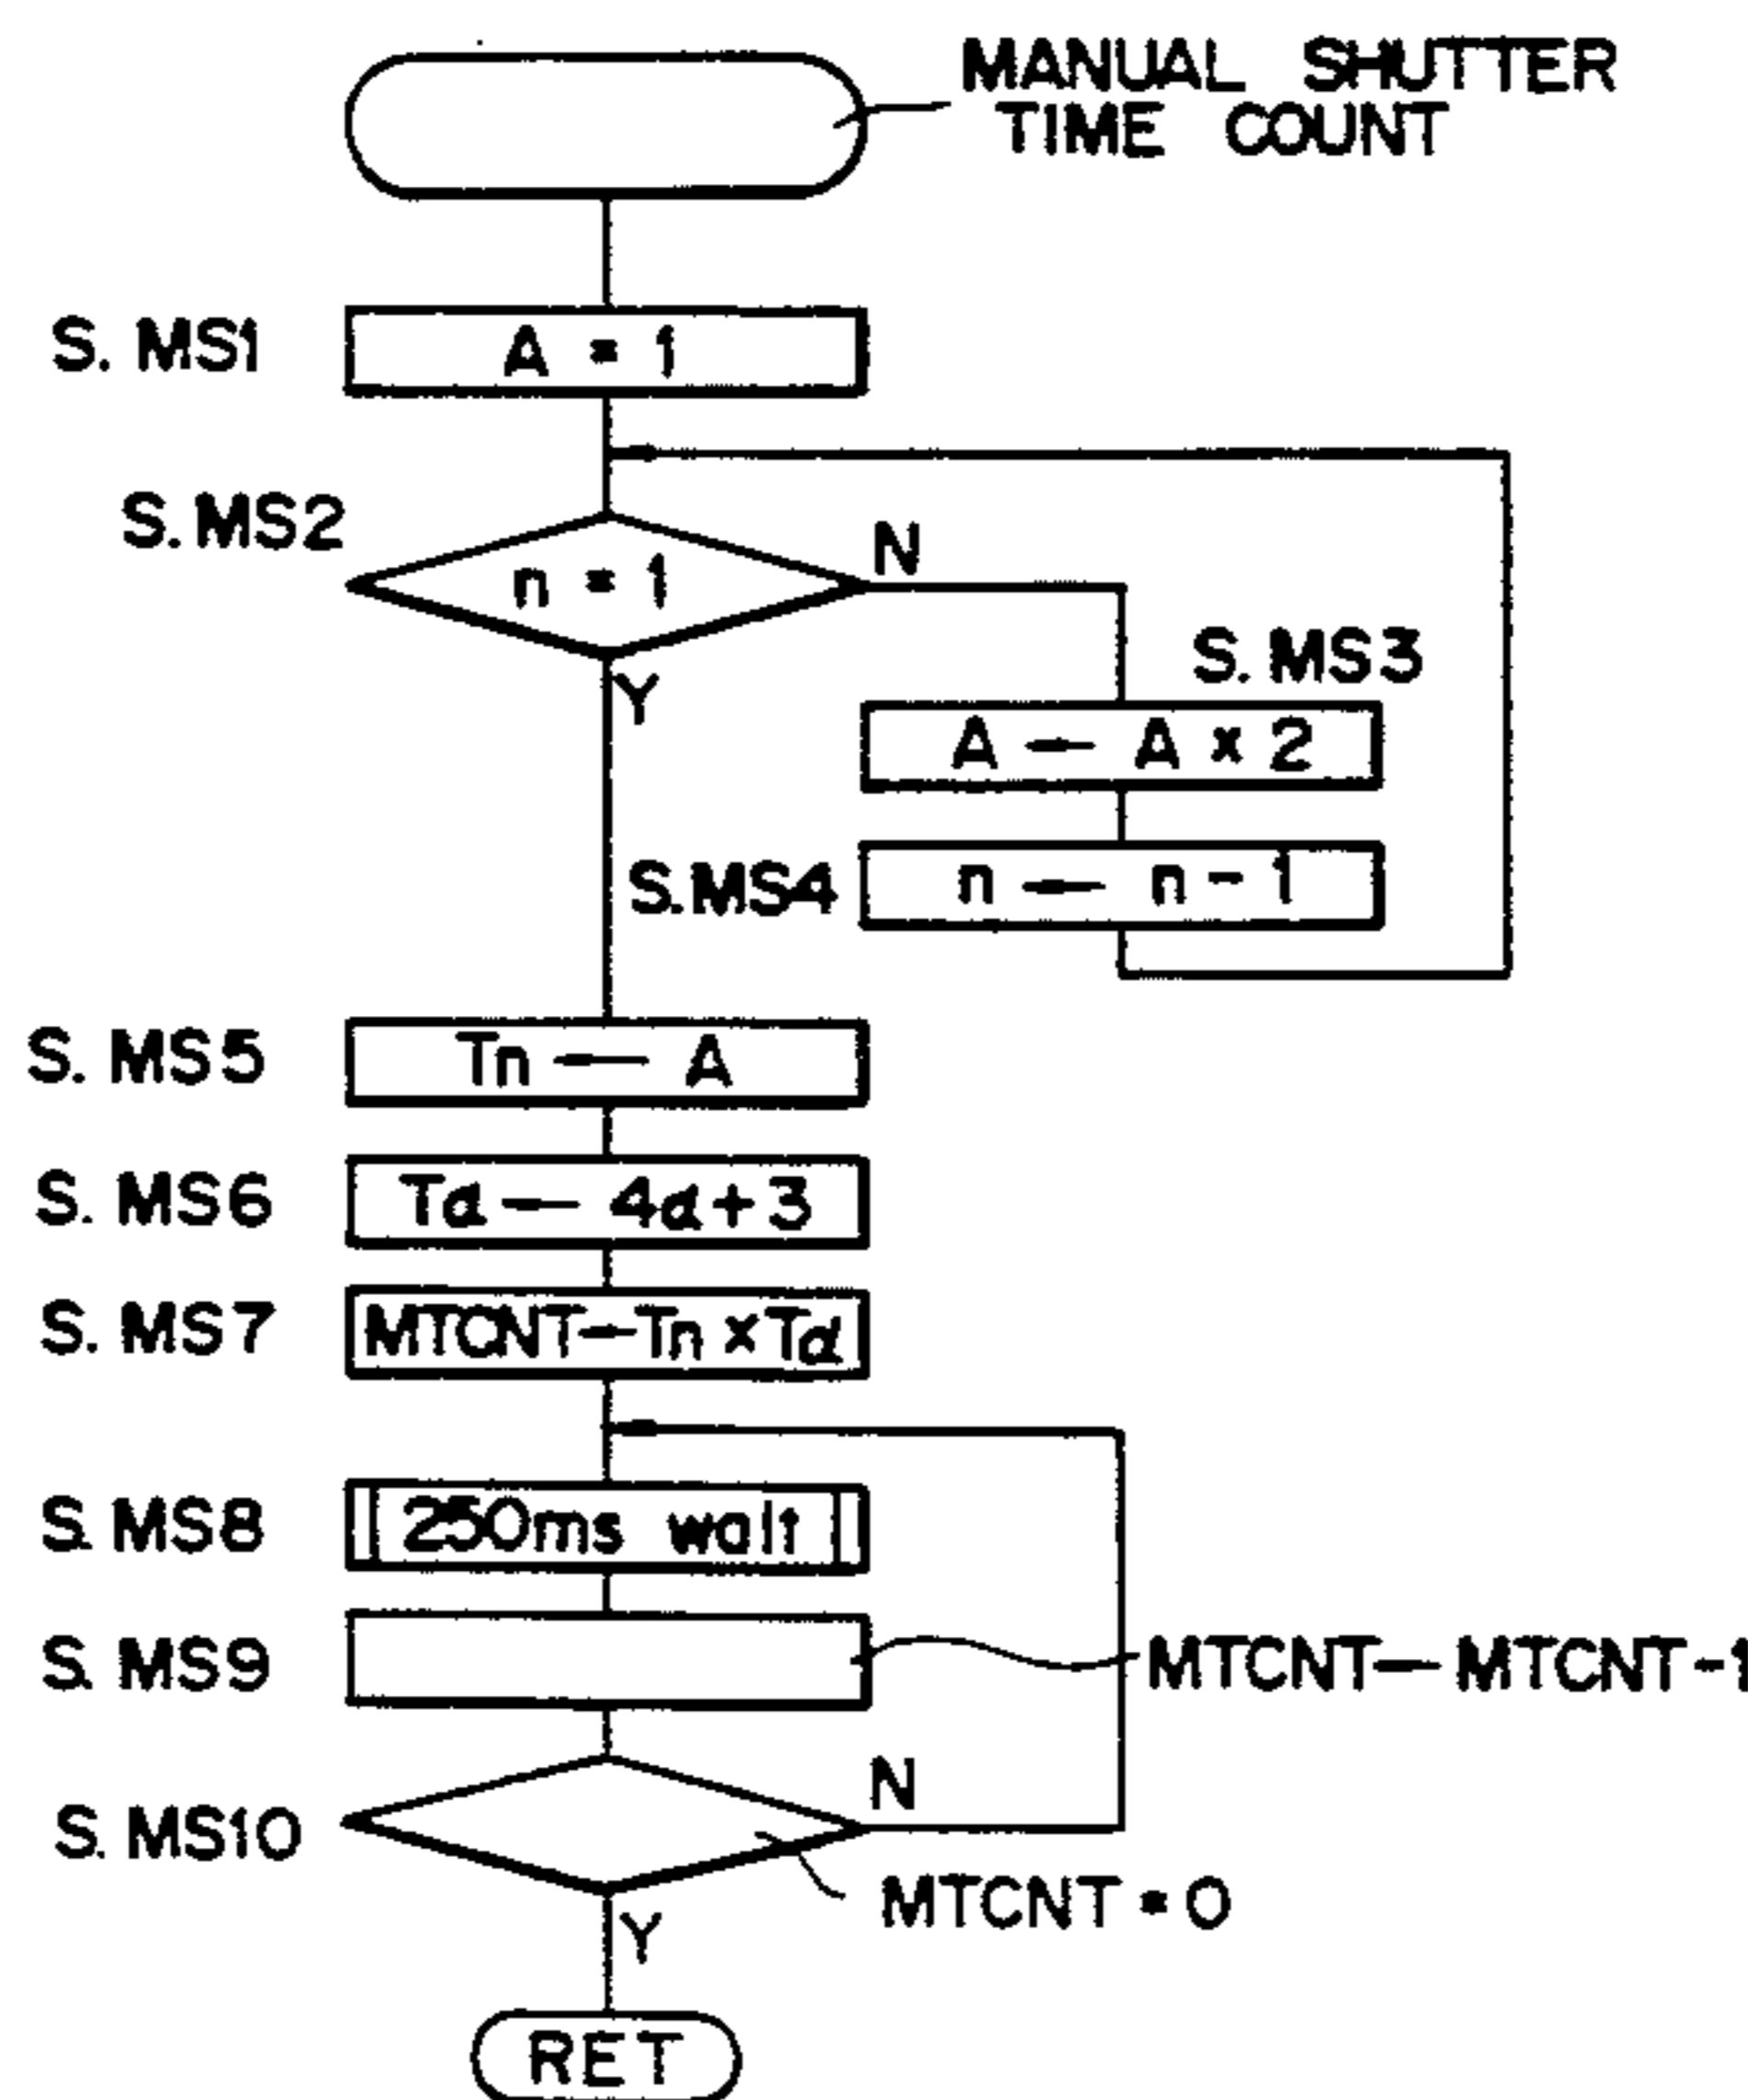 MANUAL SHUTTER
TIME COUNT
S. MS1
A = 1
S. MS2
n = 1
N
Y
S. MS3
A ← A × 2
S. MS4
n ← n - 1
S. MS5
Tn ← A
S. MS6
Tα ← 4α+3
S. MS7
MTCNT←Tn×Tα
S. MS8
250ms wait
S. MS9
MTCNT← MTCNT-1
S. MS10
N
MTCNT=0
Y
RET